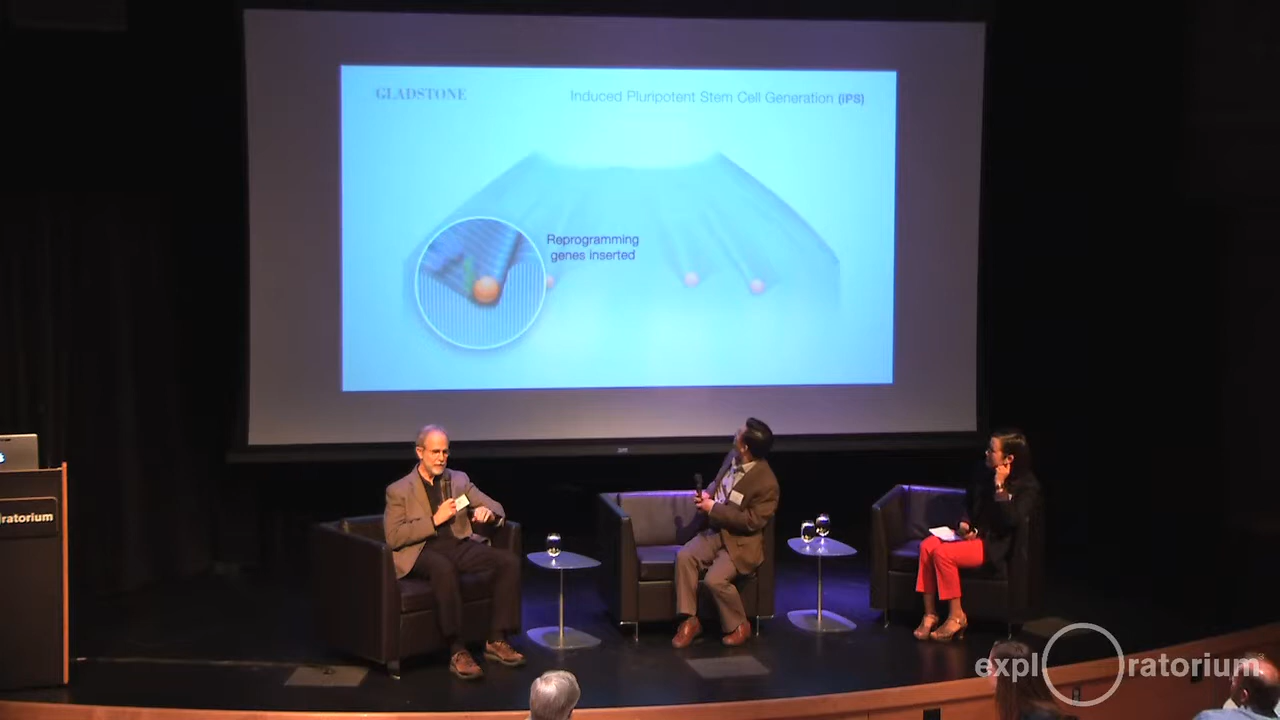 GLADSTONE
Induced Pluripotent Stem Cell Generation (iPS)
Reprogramming
genes inserted
ratorium
expl ratorium